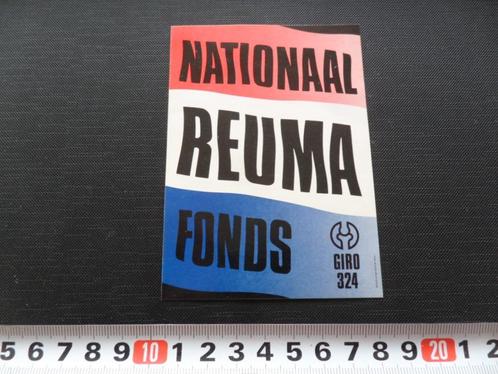 NATIONAAL
REUMA
FONDS
GIRO
324
5 6 7 8 9 10 1 2 3 4 5 6 7 8 9 20 1 2